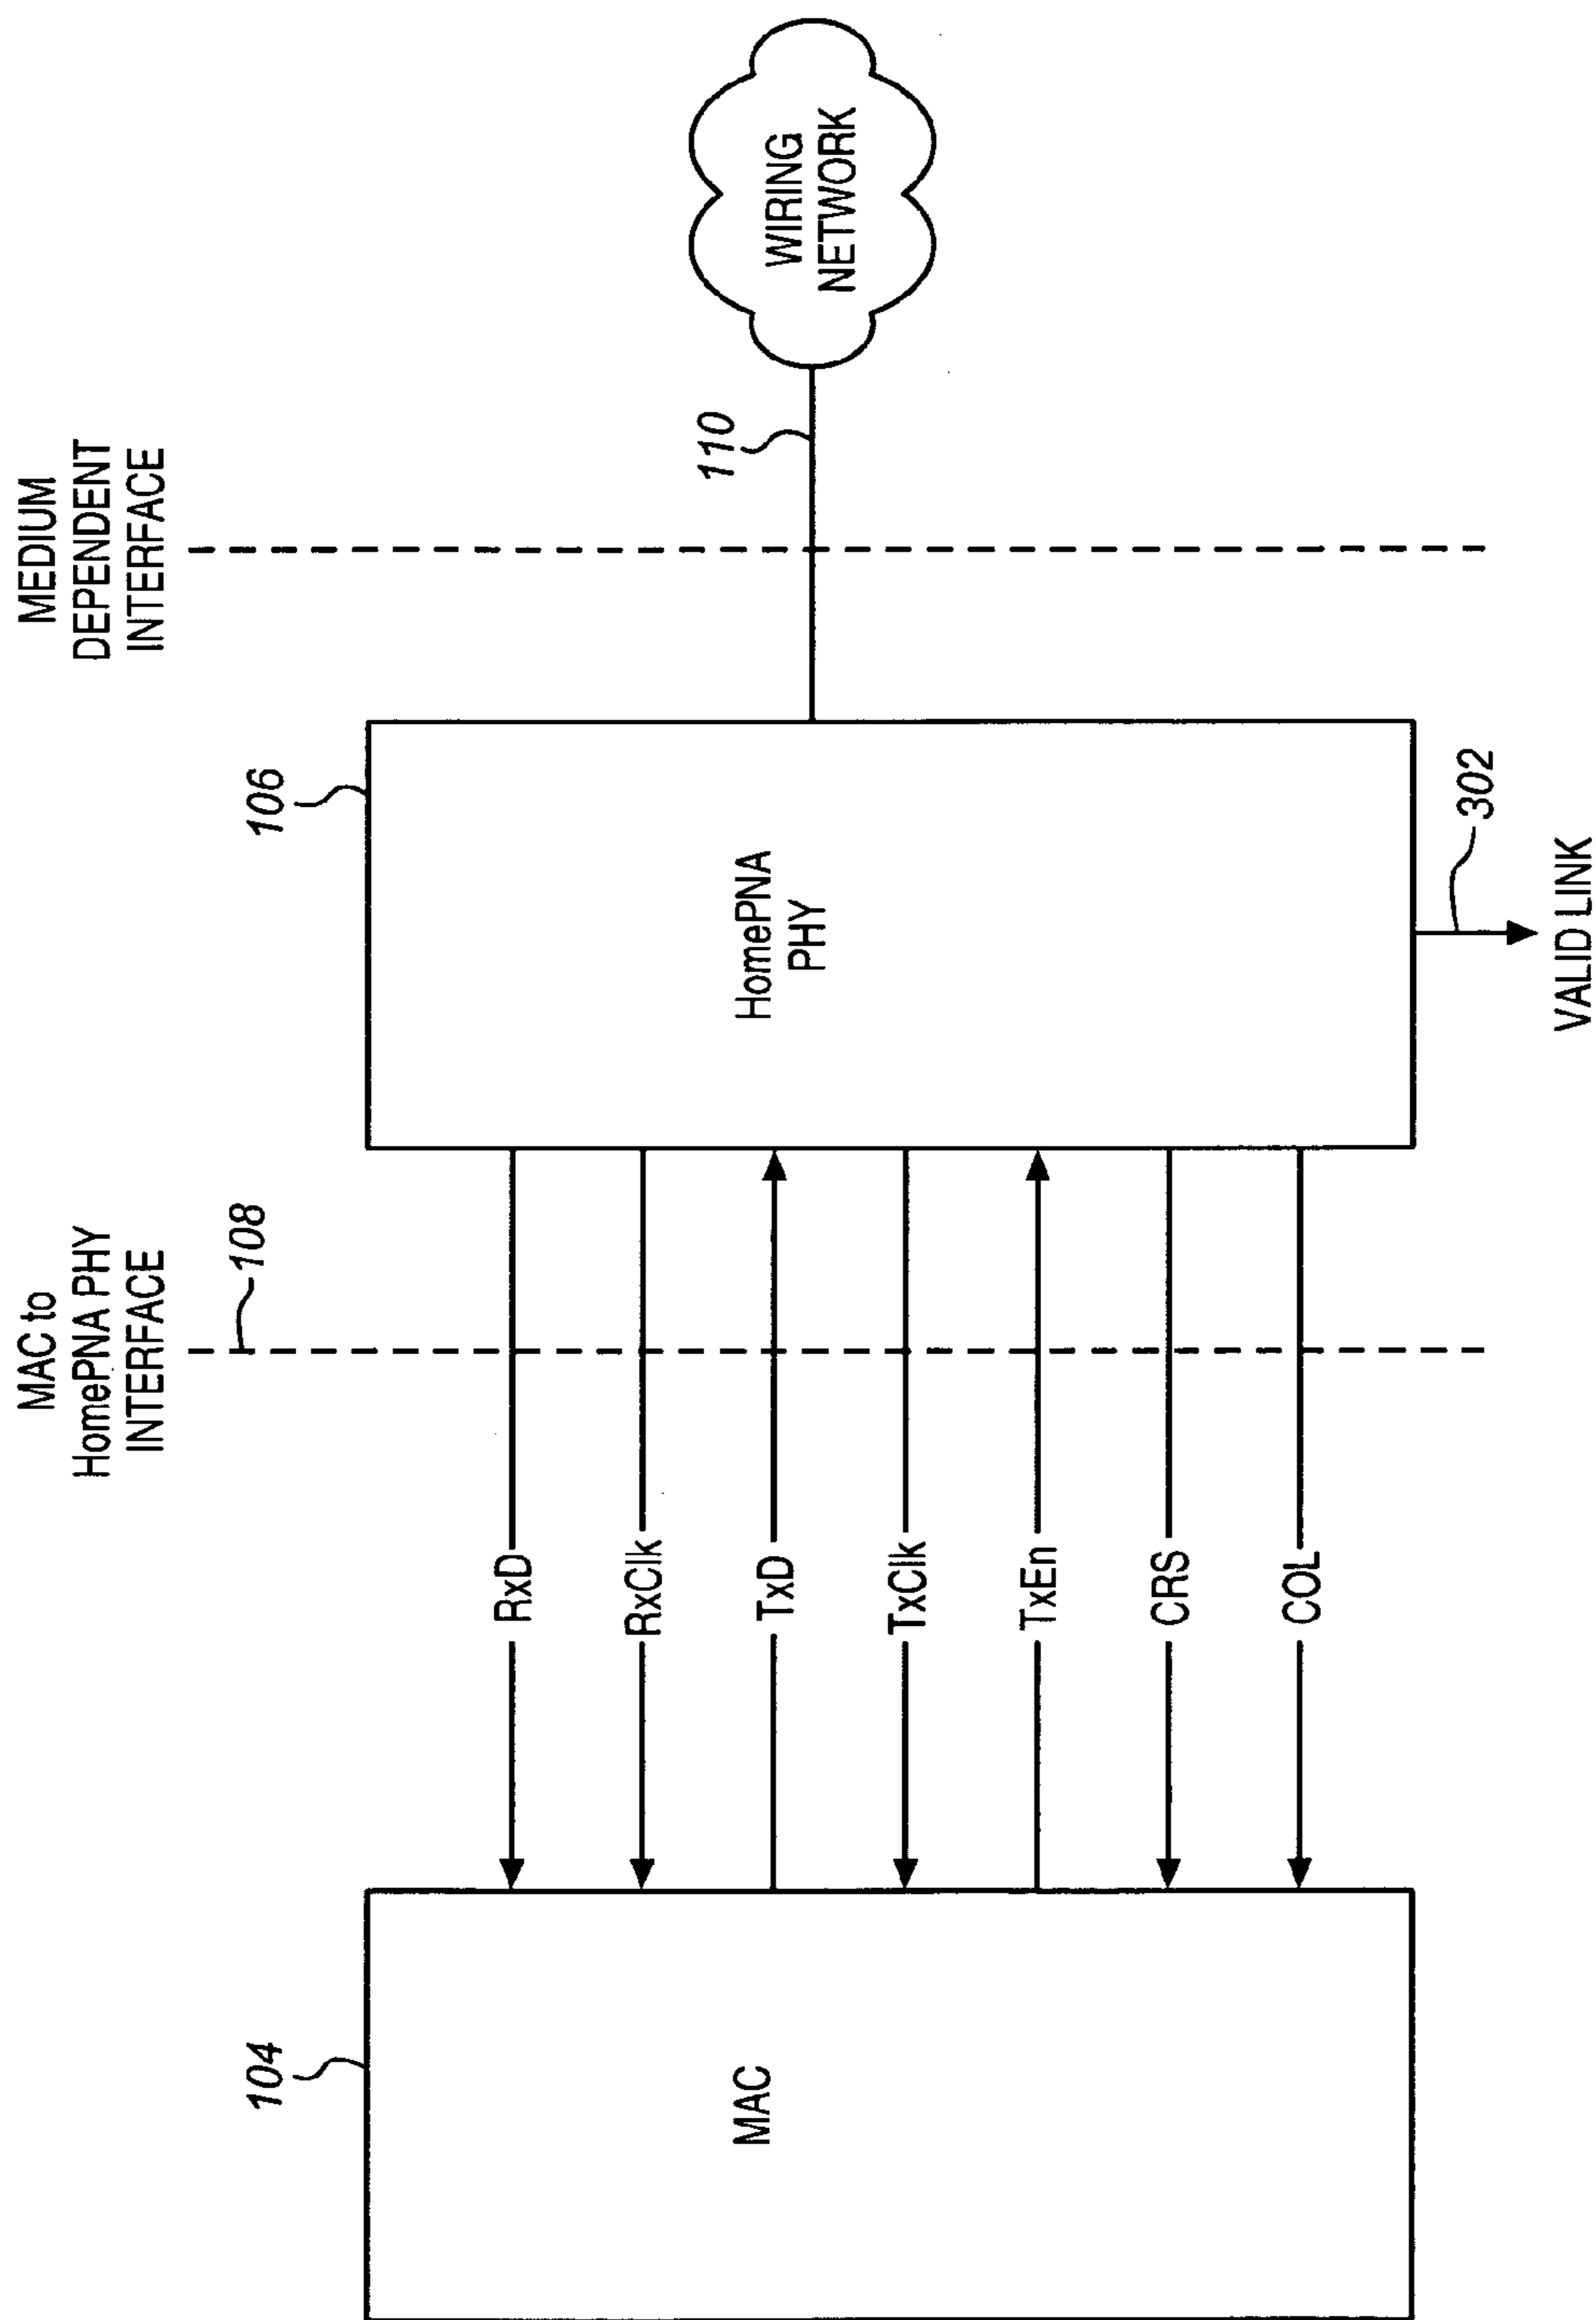 MAC to
HomePNA PHY
INTERFACE
108
MEDIUM
DEPENDENT
INTERFACE
104
MAC
RxD
RxClk
TxD
TxClk
TxEn
CRS
COL
106
HomePNA
PHY
110
WIRING
NETWORK
302
VALID LINK